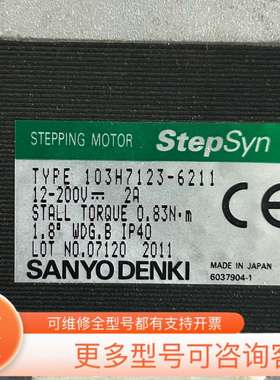 STEPPING MOTOR StepSyn
TYPE 103H7123-6211
12-200V⎓ 2A
STALL TORQUE 0.83N·m
1.8° WDG.B IP40
LOT NO.07120 2011
CE
MADE IN JAPAN
SANYO DENKI 6037904-1
可维修全型号都有支持开票
更多型号可咨询客服